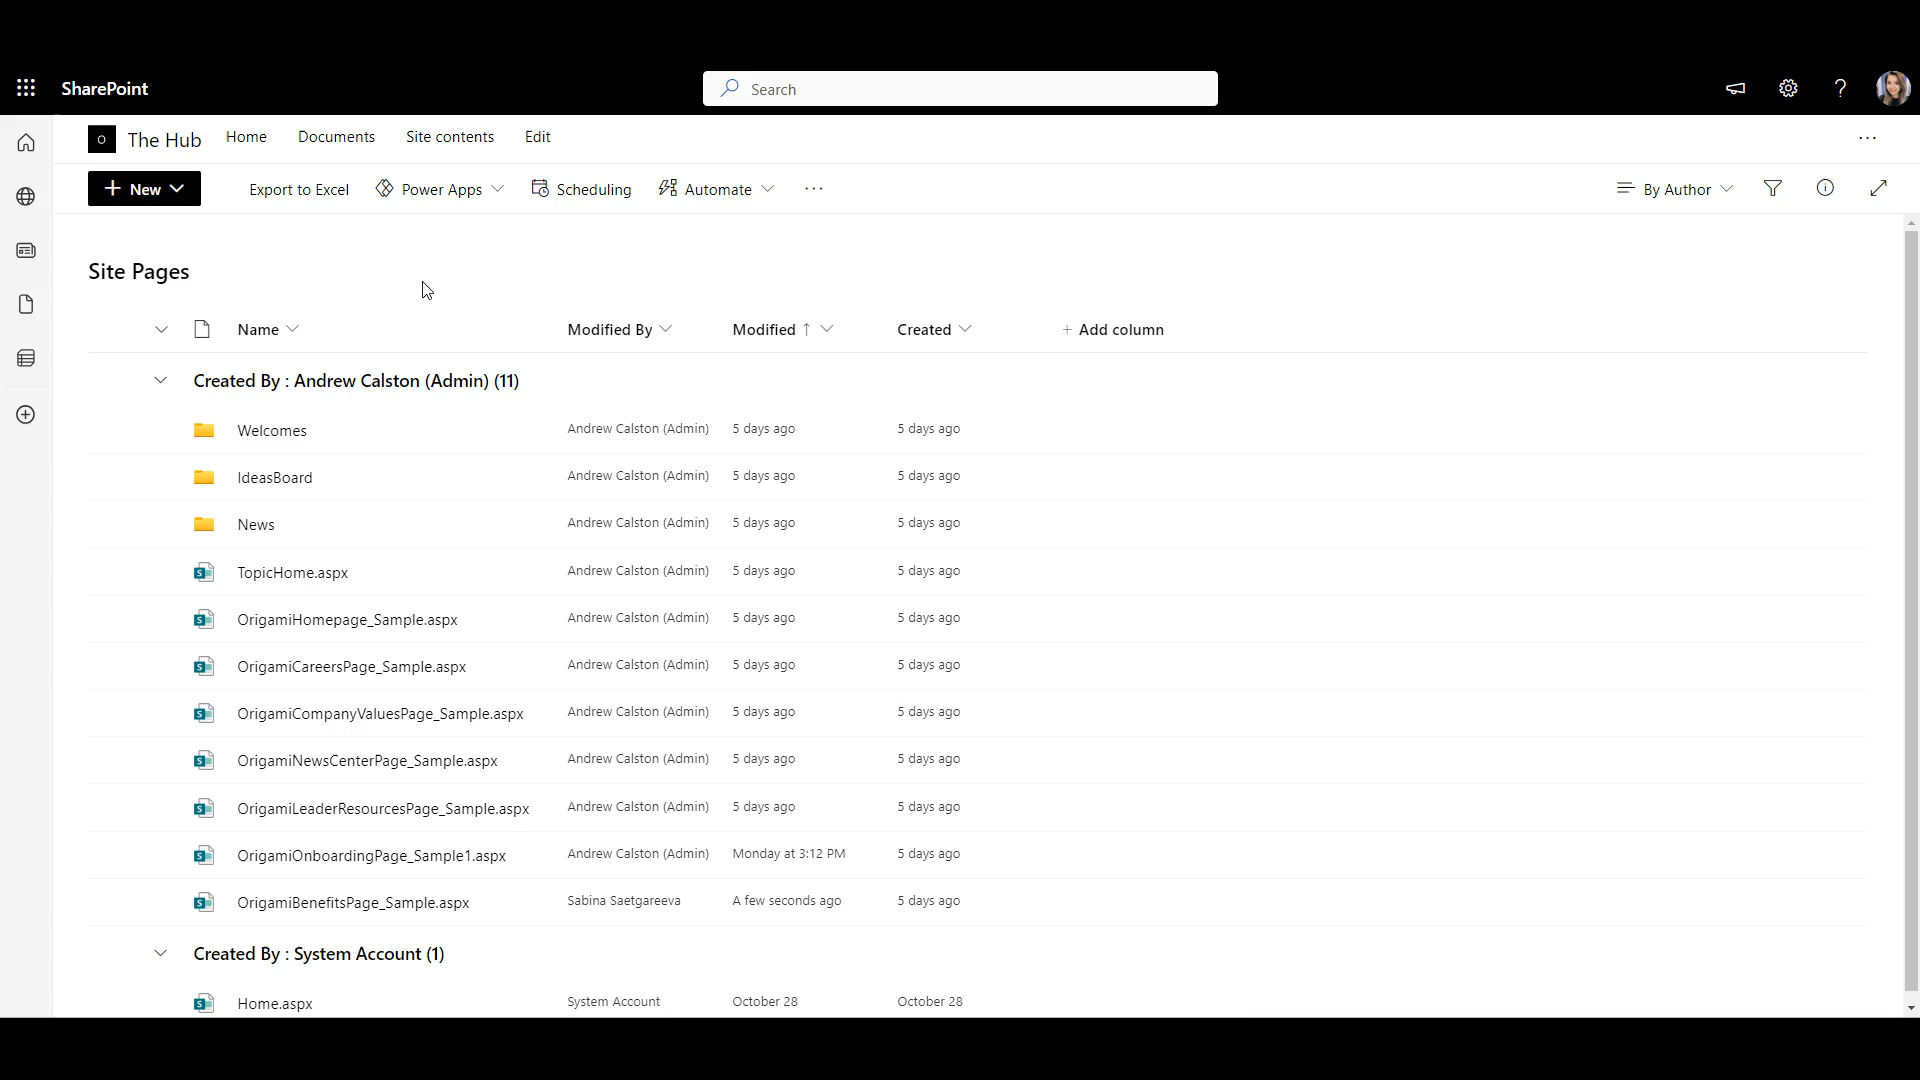 SharePoint
Search
O The Hub Home Documents Site contents Edit
New Export to Excel Power Apps Scheduling Automate By Author
Site Pages
Name Modified By Modified Created Add column
Created By : Andrew Calston (Admin) (11)
Welcomes Andrew Calston (Admin) 5 days ago 5 days ago
IdeasBoard Andrew Calston (Admin) 5 days ago 5 days ago
News Andrew Calston (Admin) 5 days ago 5 days ago
TopicHome.aspx Andrew Calston (Admin) 5 days ago 5 days ago
OrigamiHomepage_Sample.aspx Andrew Calston (Admin) 5 days ago 5 days ago
OrigamiCareersPage_Sample.aspx Andrew Calston (Admin) 5 days ago 5 days ago
OrigamiCompanyValuesPage_Sample.aspx Andrew Calston (Admin) 5 days ago 5 days ago
OrigamiNewsCenterPage_Sample.aspx Andrew Calston (Admin) 5 days ago 5 days ago
OrigamiLeaderResourcesPage_Sample.aspx Andrew Calston (Admin) 5 days ago 5 days ago
OrigamiOnboardingPage_Sample1.aspx Andrew Calston (Admin) Monday at 3:12 PM 5 days ago
OrigamiBenefitsPage_Sample.aspx Sabina Saetgareeva A few seconds ago 5 days ago
Created By : System Account (1)
Home.aspx System Account October 28 October 28